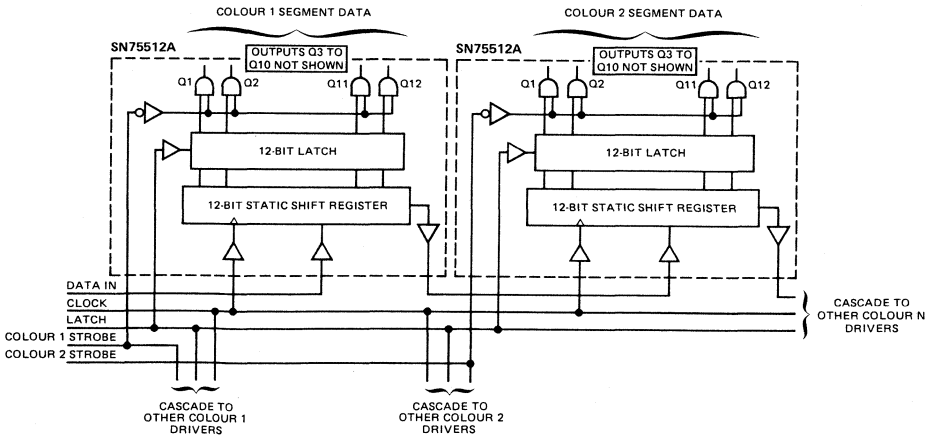 COLOUR 1 SEGMENT DATA
COLOUR 2 SEGMENT DATA
SN75512A
OUTPUTS Q3 TO
Q10 NOT SHOWN
SN75512A
OUTPUTS Q3 TO
Q10 NOT SHOWN
Q1
Q2
Q11
Q12
Q1
Q2
Q11
Q12
12-BIT LATCH
12-BIT LATCH
12-BIT STATIC SHIFT REGISTER
12-BIT STATIC SHIFT REGISTER
DATA IN
CLOCK
LATCH
COLOUR 1 STROBE
COLOUR 2 STROBE
CASCADE TO
OTHER COLOUR N
DRIVERS
CASCADE TO
OTHER COLOUR 1
DRIVERS
CASCADE TO
OTHER COLOUR 2
DRIVERS